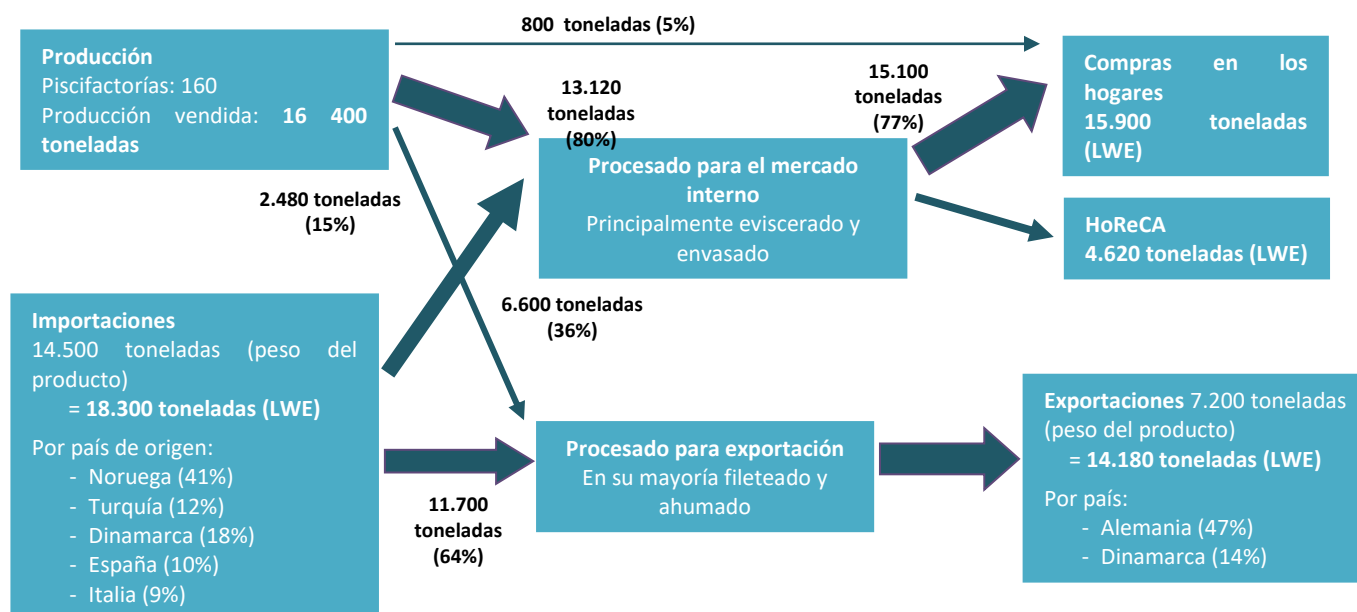 800 toneladas (5%)
Producción
Piscifactorías: 160
Producción vendida: 16 400
toneladas
13.120
toneladas
(80%)
15.100
toneladas
(77%)
Compras en los
hogares
15.900 toneladas
(LWE)
Procesado para el mercado
interno
Principalmente eviscerado y
envasado
2.480 toneladas
(15%)
HoReCA
4.620 toneladas (LWE)
6.600 toneladas
(36%)
Importaciones
14.500 toneladas (peso del
producto)
= 18.300 toneladas (LWE)
Por país de origen:
- Noruega (41%)
- Turquía (12%)
- Dinamarca (18%)
- España (10%)
- Italia (9%)
11.700
toneladas
(64%)
Procesado para exportación
En su mayoría fileteado y
ahumado
Exportaciones 7.200 toneladas
(peso del producto)
= 14.180 toneladas (LWE)
Por país:
- Alemania (47%)
- Dinamarca (14%)